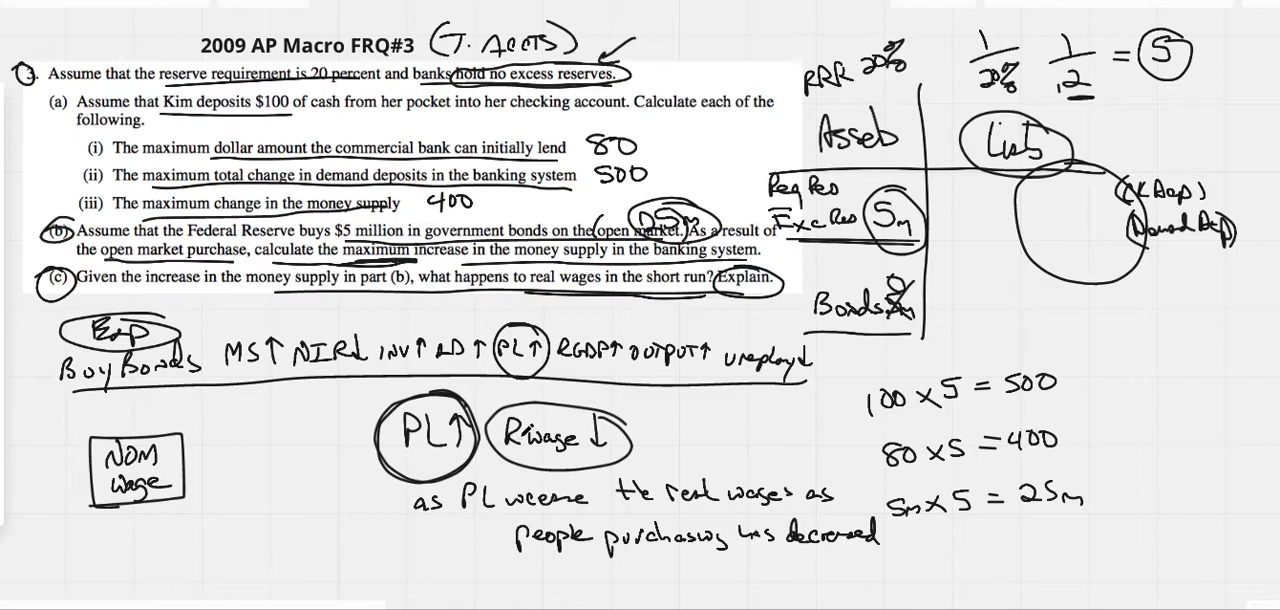 2009 AP Macro FRQ#3 (T. Accts)
3. Assume that the reserve requirement is 20 percent and banks hold no excess reserves.
(a) Assume that Kim deposits $100 of cash from her pocket into her checking account. Calculate each of the
following.
(i) The maximum dollar amount the commercial bank can initially lend 80
(ii) The maximum total change in demand deposits in the banking system 500
(iii) The maximum change in the money supply 400
(b) Assume that the Federal Reserve buys $5 million in government bonds on the open market. As a result of
the open market purchase, calculate the maximum increase in the money supply in the banking system.
(c) Given the increase in the money supply in part (b), what happens to real wages in the short run? Explain.
RRR 20%
1/20% 1/.2 = 5
Assets
Req Res
Exc Res 5m
Bonds
Exp
Buy Bonds MS↑ NIR↓ INV↑ AD↑ PL↑ RGDP↑ OUTPUT↑ unemploy↓
PL↑ Rwage ↓
NOM
wage
as PL the real wages as
people purchasing has decreased
100 x 5 = 500
80 x 5 = 400
5m x 5 = 25m